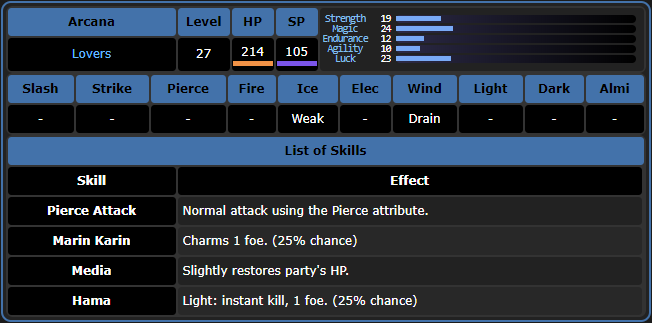 Arcana Level HP SP
Lovers 27 214 105
Strength 19
Magic 24
Endurance 12
Agility 10
Luck 23
Slash Strike Pierce Fire Ice Elec Wind Light Dark Almi
- - - - Weak - Drain - - -
List of Skills
Skill Effect
Pierce Attack Normal attack using the Pierce attribute.
Marin Karin Charms 1 foe. (25% chance)
Media Slightly restores party's HP.
Hama Light: instant kill, 1 foe. (25% chance)